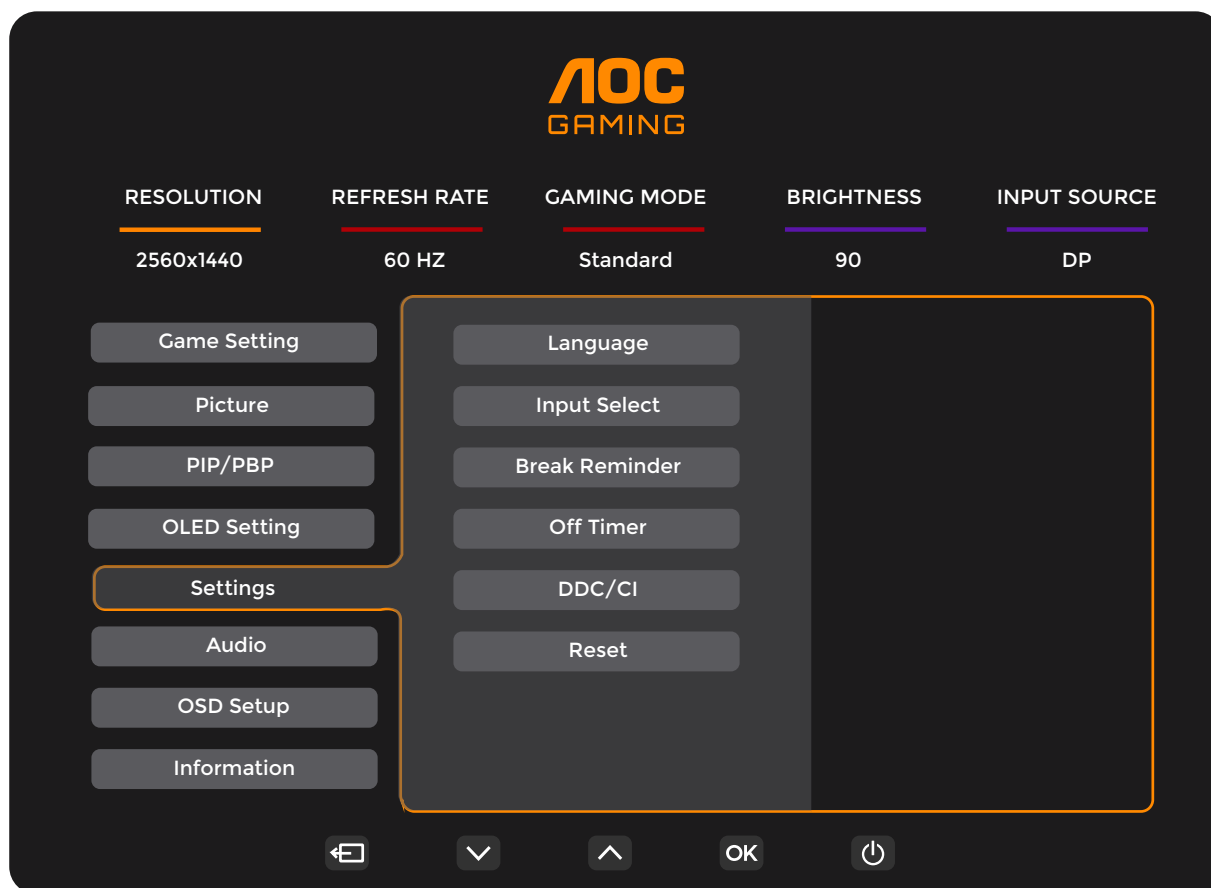 AOC
GAMING
RESOLUTION REFRESH RATE GAMING MODE BRIGHTNESS INPUT SOURCE
2560x1440 60 HZ Standard 90 DP
Game Setting
Picture
PIP/PBP
OLED Setting
Settings
Audio
OSD Setup
Information
Language
Input Select
Break Reminder
Off Timer
DDC/CI
Reset
OK